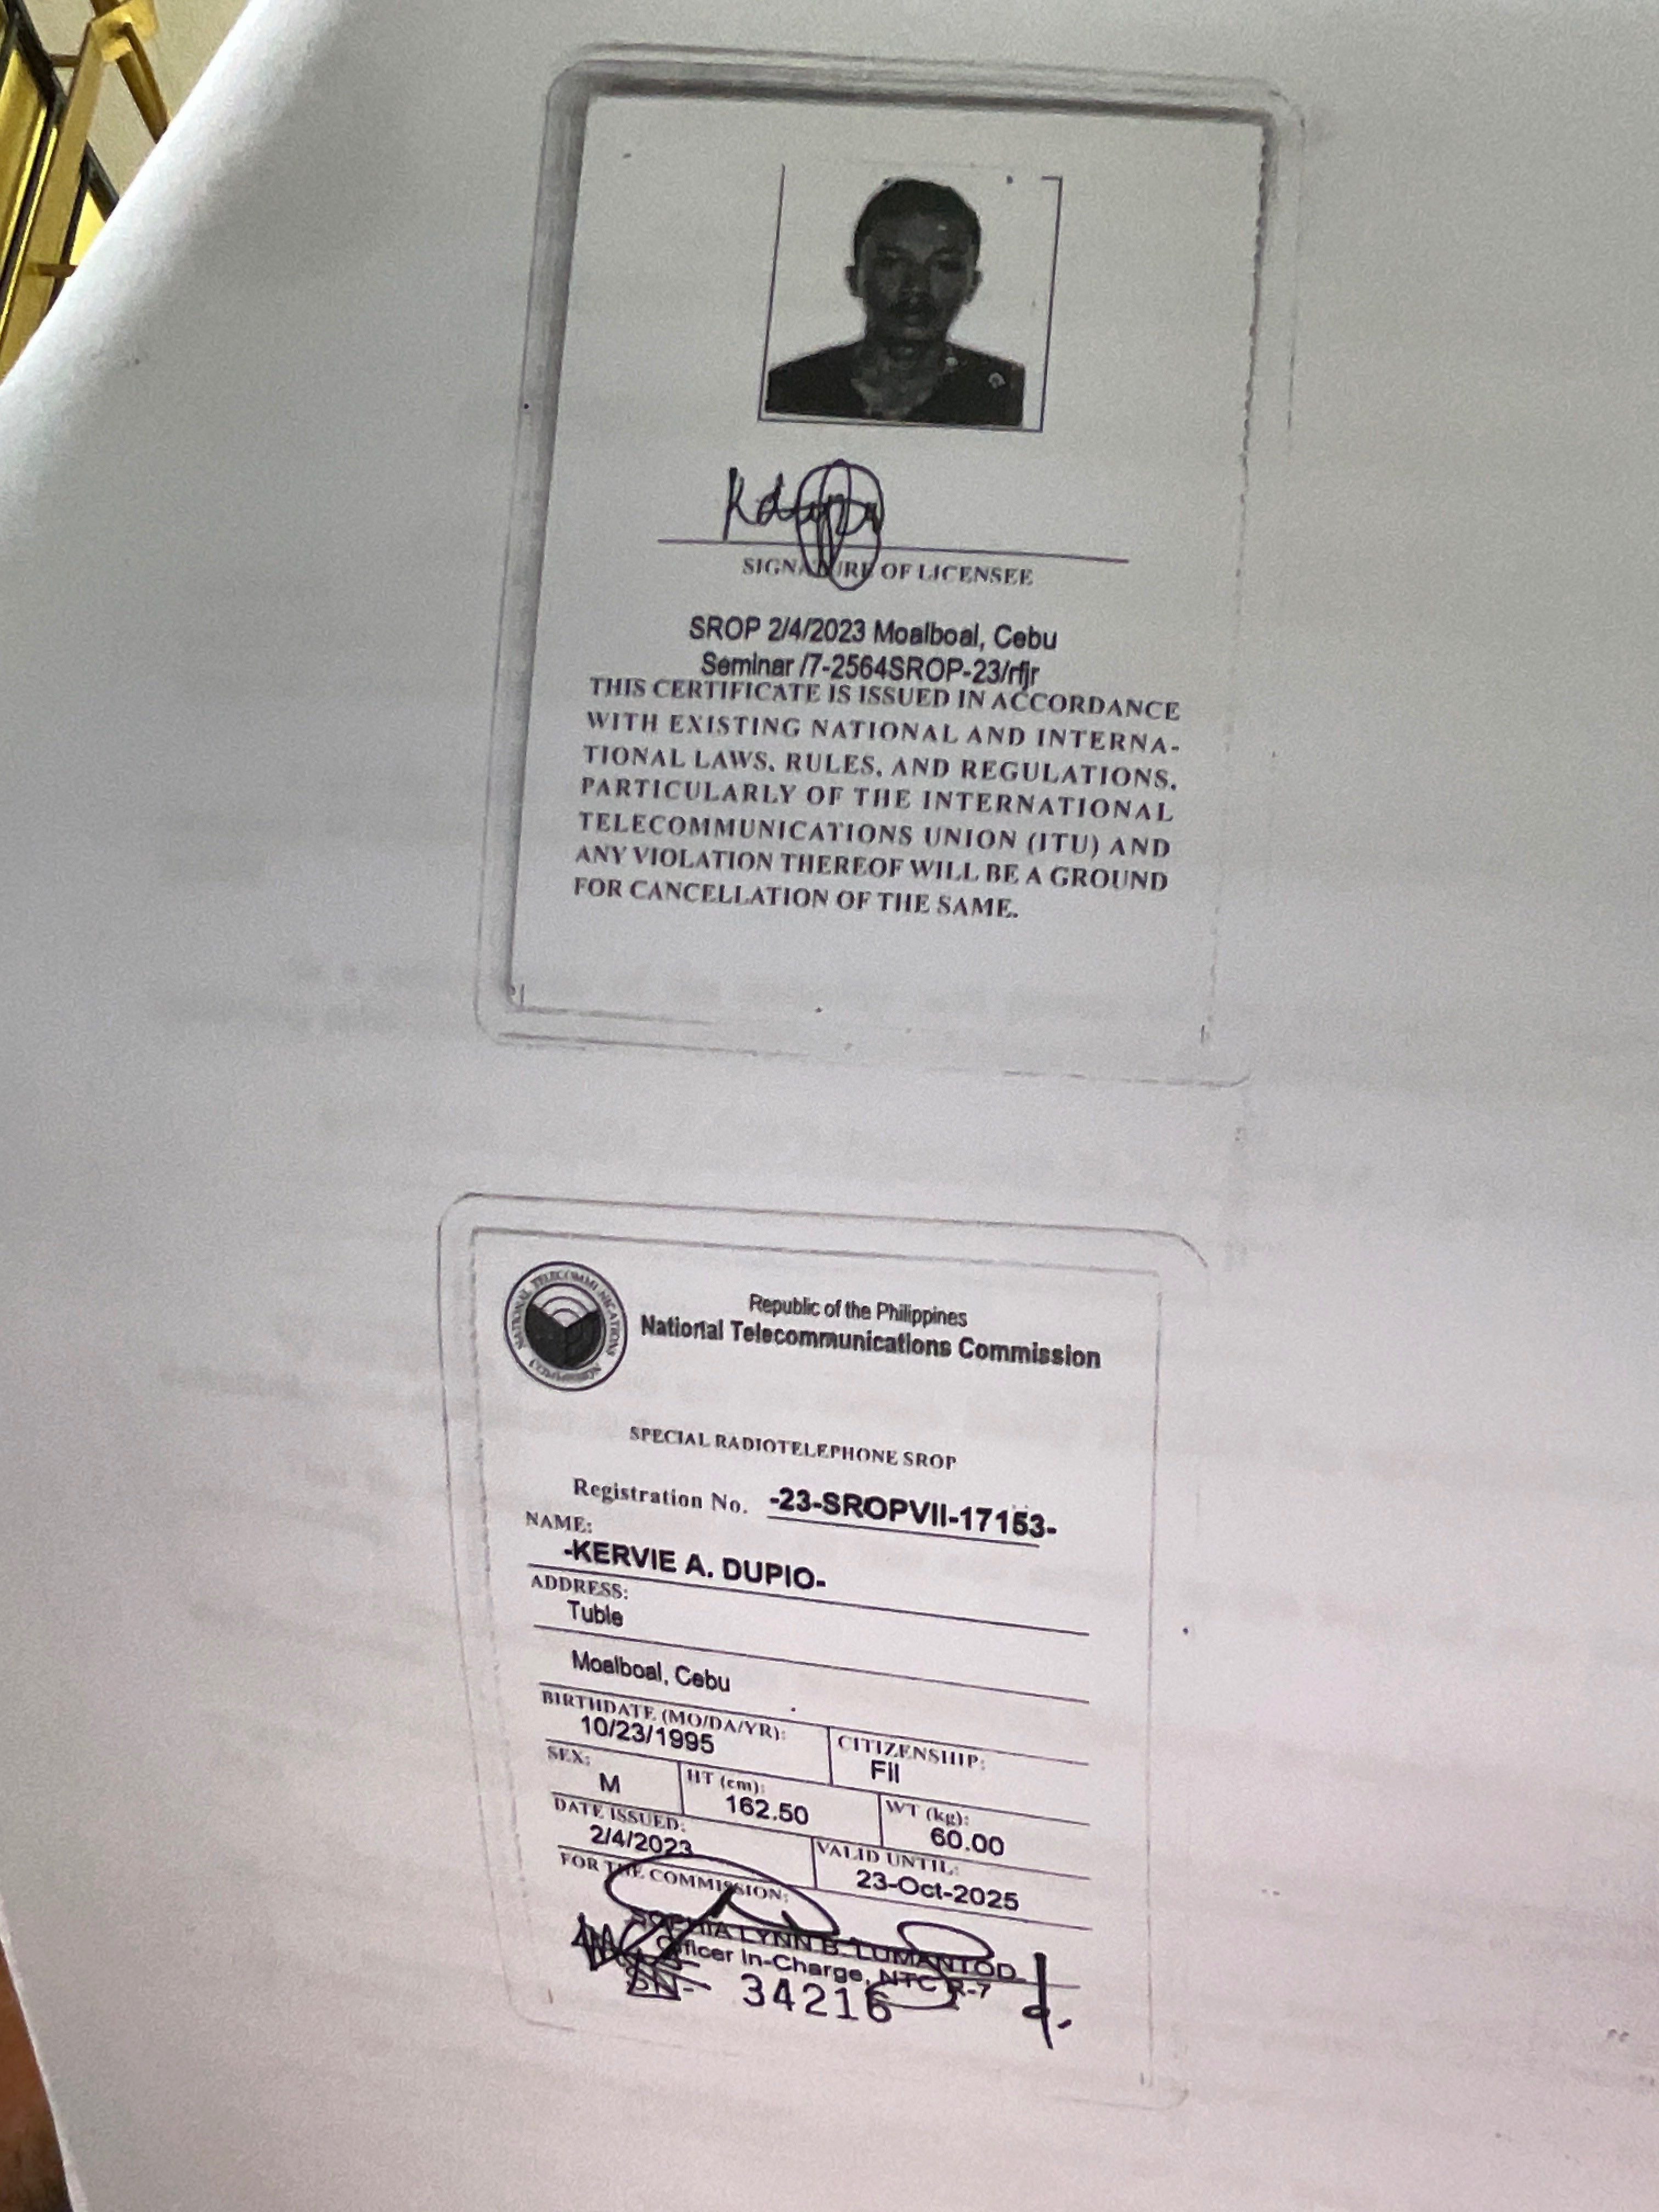 SIGNATURE OF LICENSEE
SROP 2/4/2023 Moalboal, Cebu
Seminar /7-2564SROP-23/rfjr
THIS CERTIFICATE IS ISSUED IN ACCORDANCE
WITH EXISTING NATIONAL AND INTERNA-
TIONAL LAWS, RULES, AND REGULATIONS,
PARTICULARLY OF THE INTERNATIONAL
TELECOMMUNICATIONS UNION (ITU) AND
ANY VIOLATION THEREOF WILL BE A GROUND
FOR CANCELLATION OF THE SAME.
Republic of the Philippines
National Telecommunications Commission
SPECIAL RADIOTELEPHONE SROP
Registration No. -23-SROPVII-17153-
NAME:
-KERVIE A. DUPIO-
ADDRESS:
Tuble
Moalboal, Cebu
BIRTHDATE (MO/DA/YR): CITIZENSHIP:
10/23/1995 Fil
SEX: HT (cm): WT (kg):
M 162.50 60.00
DATE ISSUED: VALID UNTIL:
2/4/2023 23-Oct-2025
FOR THE COMMISSION:
SOPHIA LYNN B. TUMANTOD
Officer In-Charge, NTC R-7
SN- 34216